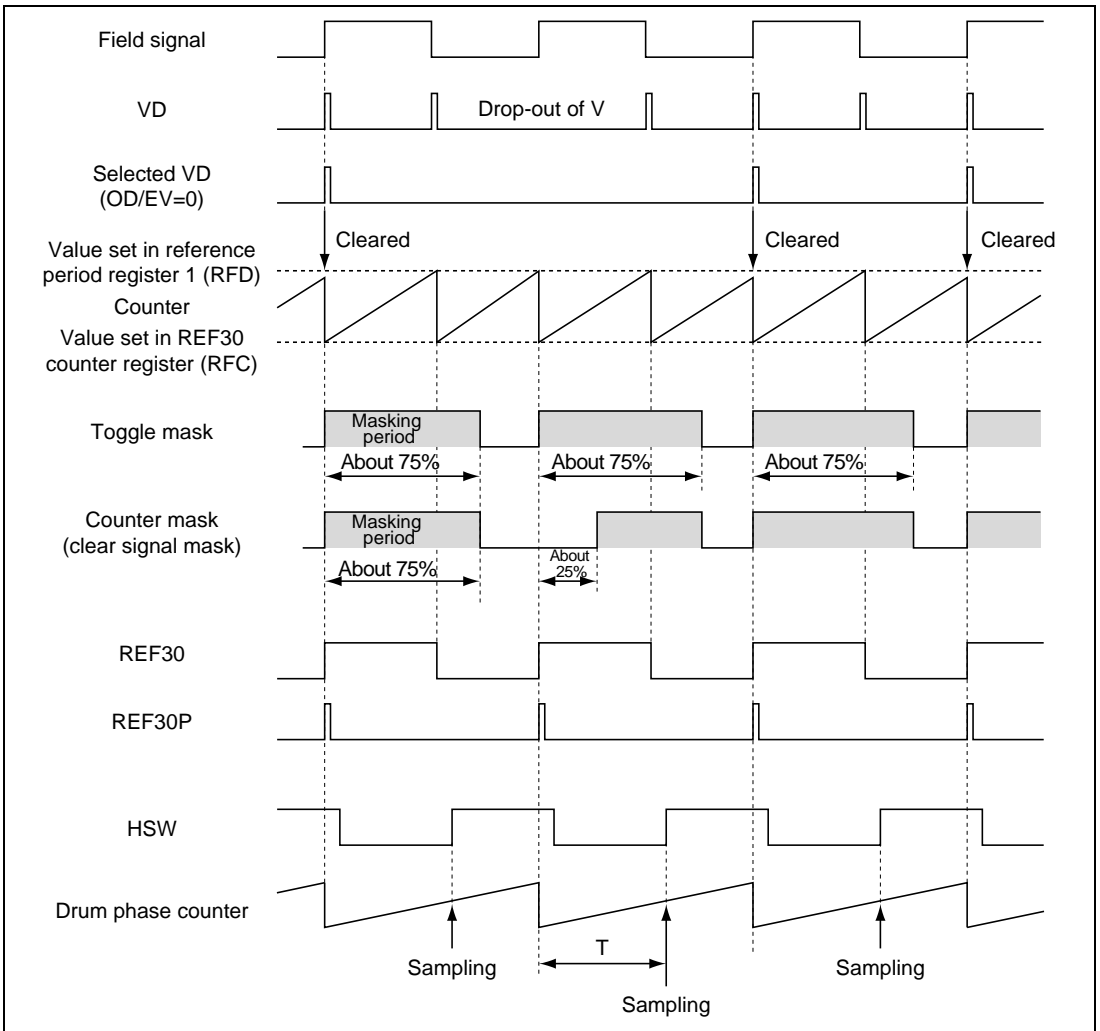 Field signal
VD
Drop-out of V
Selected VD
(OD/EV=0)
Cleared
Cleared
Cleared
Value set in reference
period register 1 (RFD)
Counter
Value set in REF30
counter register (RFC)
Toggle mask
Masking
period
About 75%
About 75%
About 75%
Counter mask
(clear signal mask)
Masking
period
About 75%
About
25%
REF30
REF30P
HSW
Drum phase counter
Sampling
T
Sampling
Sampling